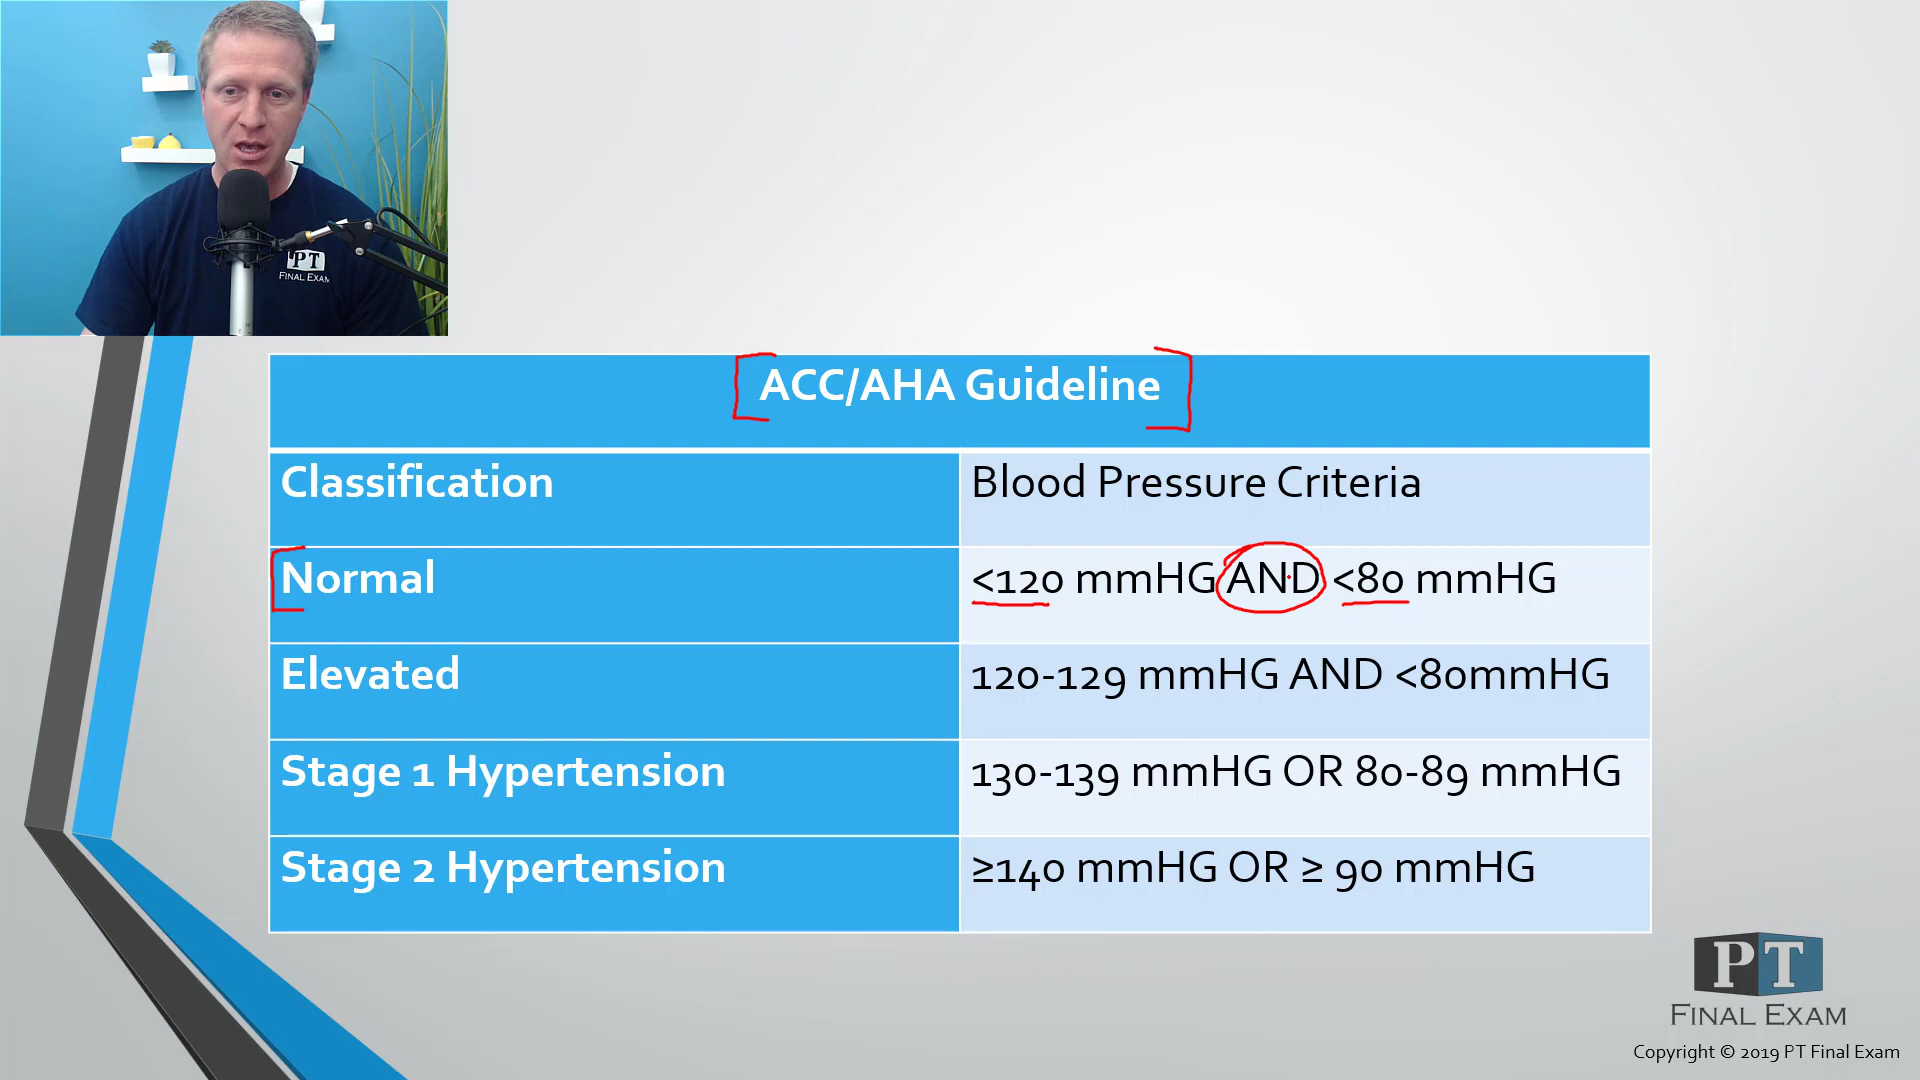 PT
FINAL EXAM
ACC/AHA Guideline
Classification
Blood Pressure Criteria
Normal
<120 mmHG AND <80 mmHG
Elevated
120-129 mmHG AND <80mmHG
Stage 1 Hypertension
130-139 mmHG OR 80-89 mmHG
Stage 2 Hypertension
≥140 mmHG OR ≥ 90 mmHG
PT
FINAL EXAM
Copyright © 2019 PT Final Exam